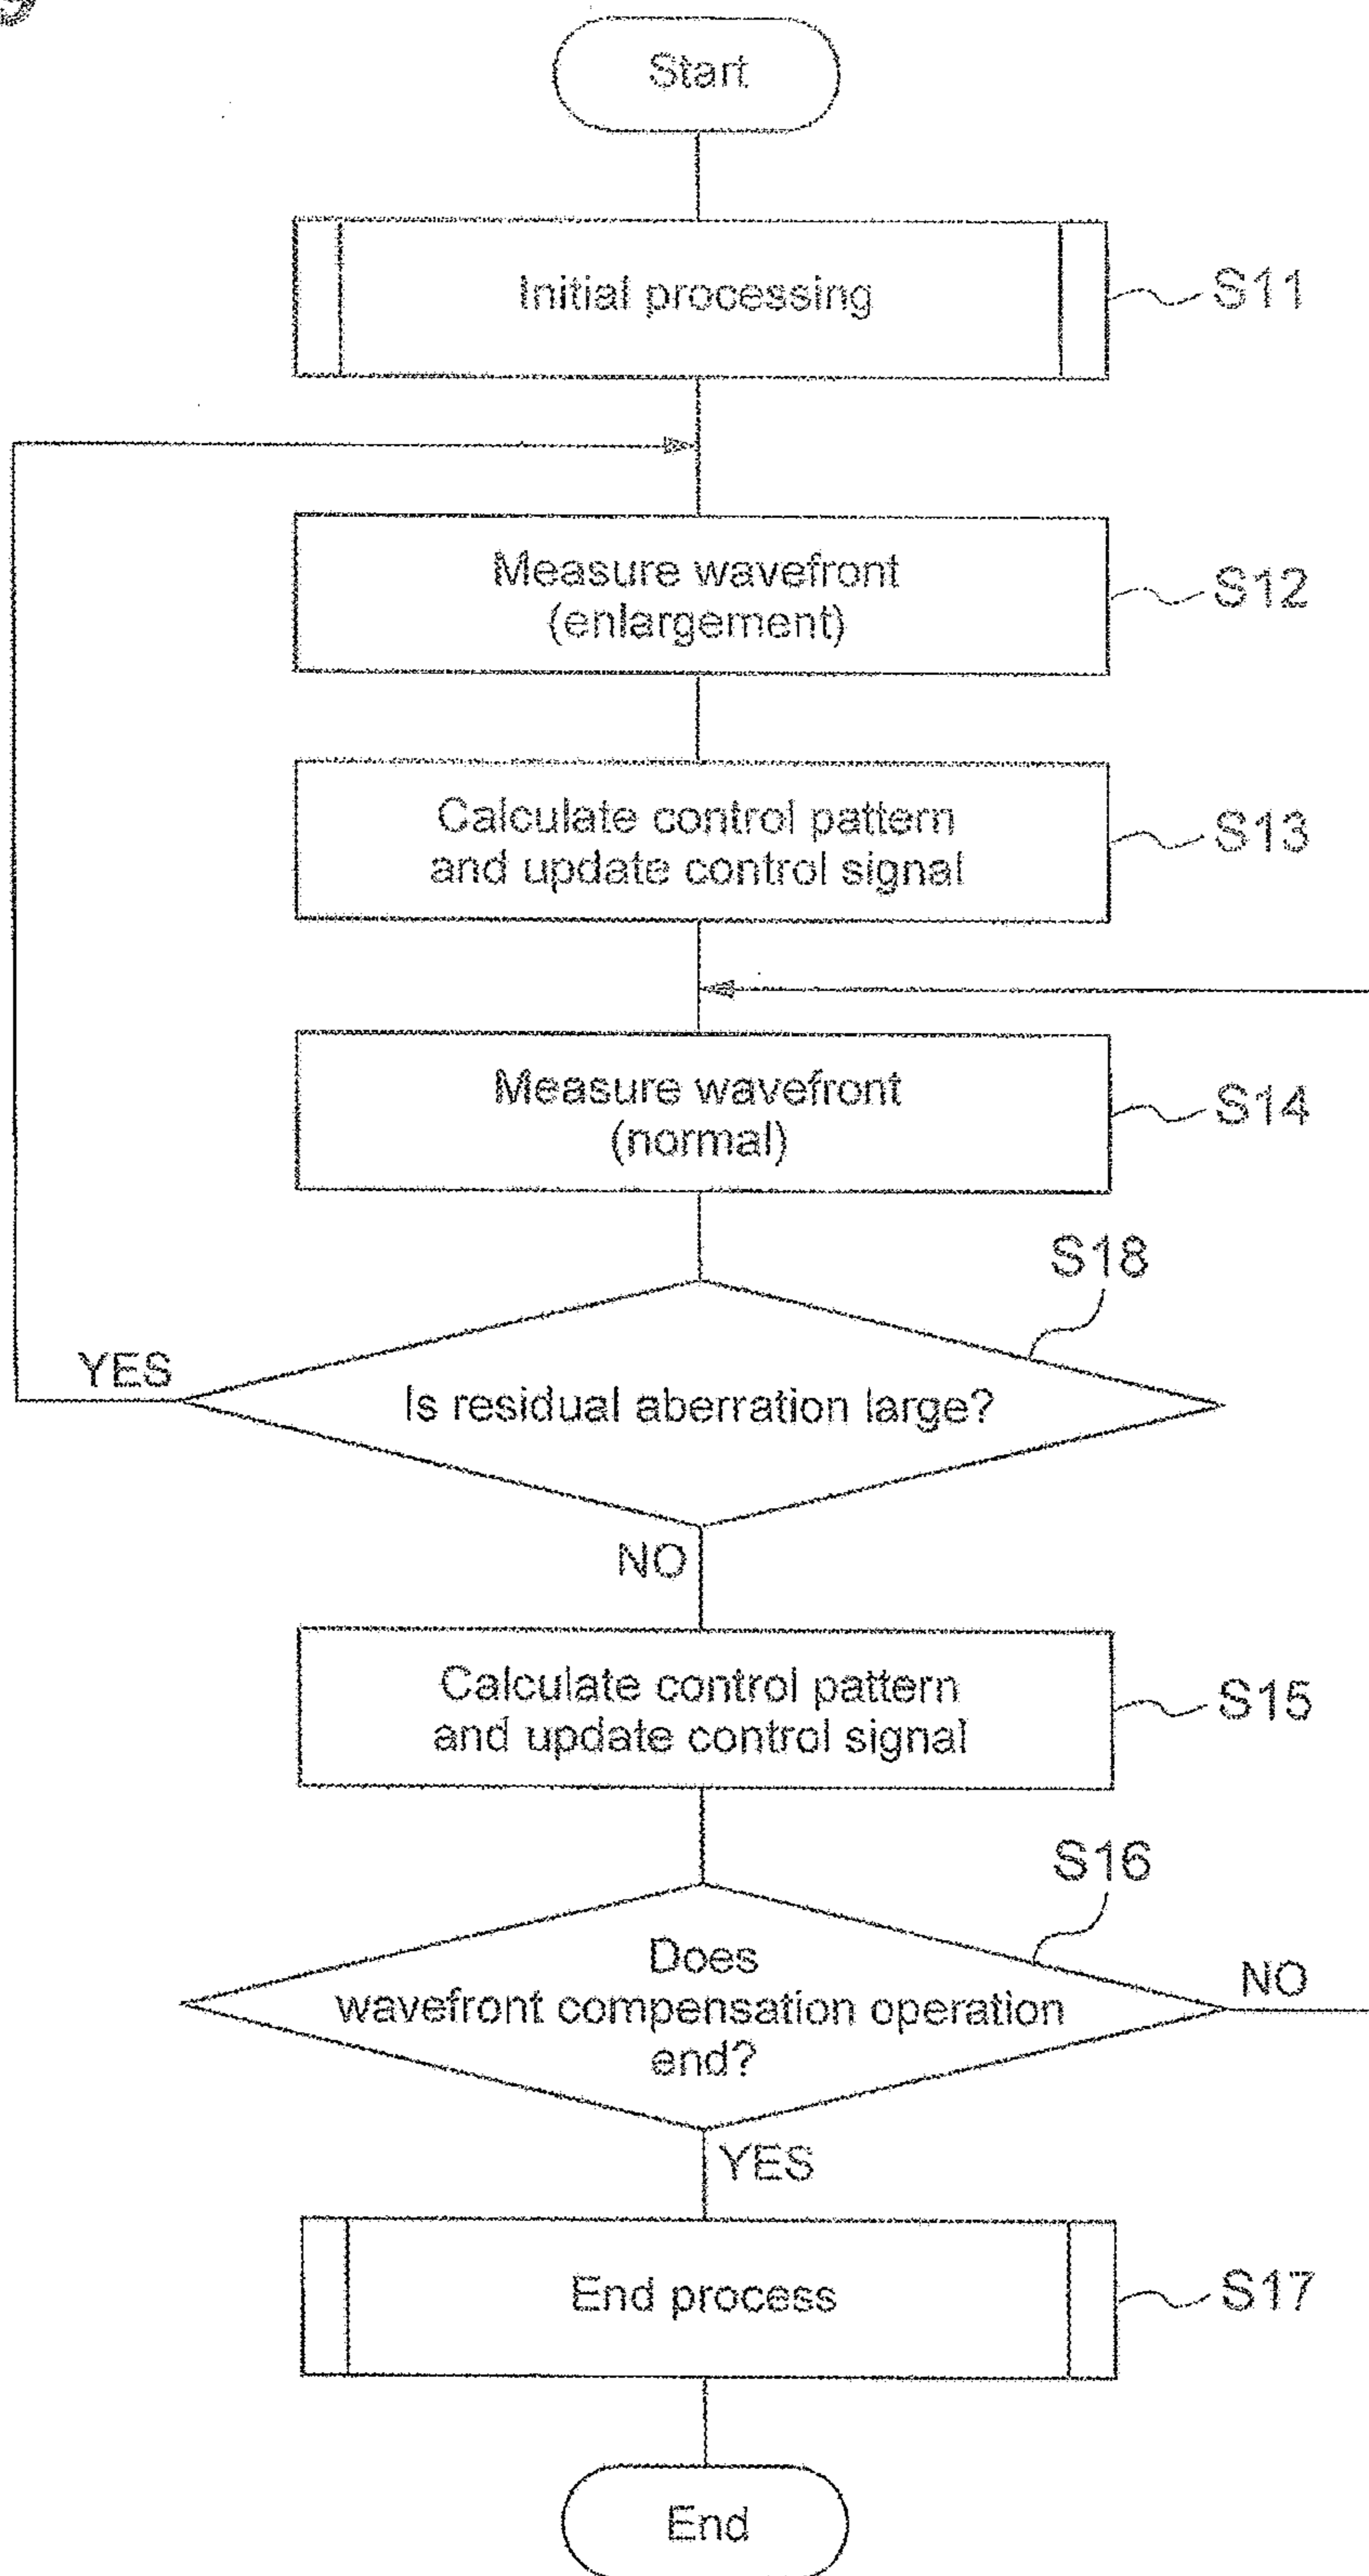 Start
Initial processing
S11
Measure wavefront
(enlargement)
S12
Calculate control pattern
and update control signal
S13
Measure wavefront
(normal)
S14
S18
YES
Is residual aberration large?
NO
Calculate control pattern
and update control signal
S15
S16
Does
wavefront compensation operation
end?
NO
YES
End process
S17
End